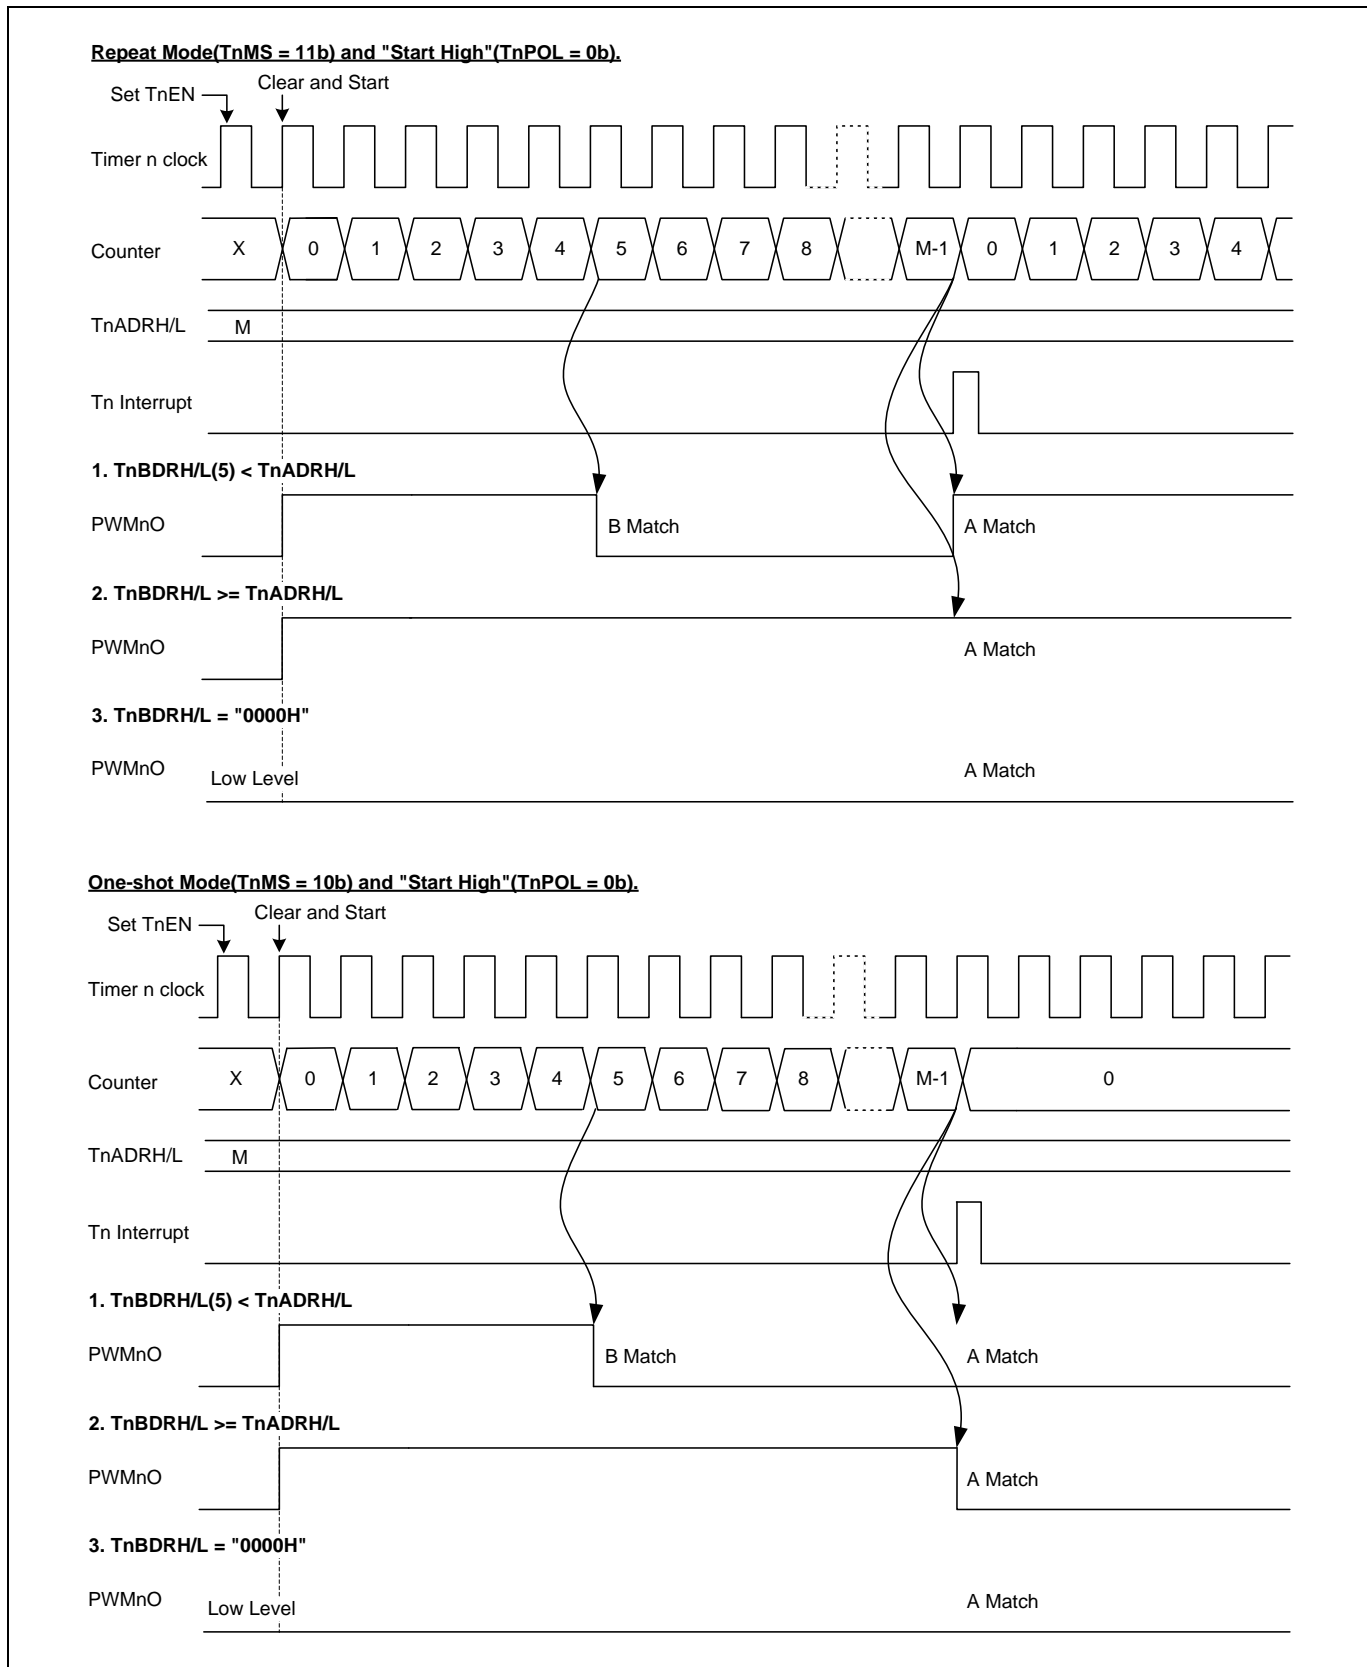 Repeat Mode(TnMS = 11b) and "Start High"(TnPOL = 0b).
Set TnEN
Clear and Start
Timer n clock
Counter X 0 1 2 3 4 5 6 7 8 M-1 0 1 2 3 4
TnADRH/L M
Tn Interrupt
1. TnBDRH/L(5) < TnADRH/L
PWMnO B Match A Match
2. TnBDRH/L >= TnADRH/L
PWMnO A Match
3. TnBDRH/L = "0000H"
PWMnO Low Level A Match
One-shot Mode(TnMS = 10b) and "Start High"(TnPOL = 0b).
Set TnEN
Clear and Start
Timer n clock
Counter X 0 1 2 3 4 5 6 7 8 M-1 0
TnADRH/L M
Tn Interrupt
1. TnBDRH/L(5) < TnADRH/L
PWMnO B Match A Match
2. TnBDRH/L >= TnADRH/L
PWMnO A Match
3. TnBDRH/L = "0000H"
PWMnO Low Level A Match